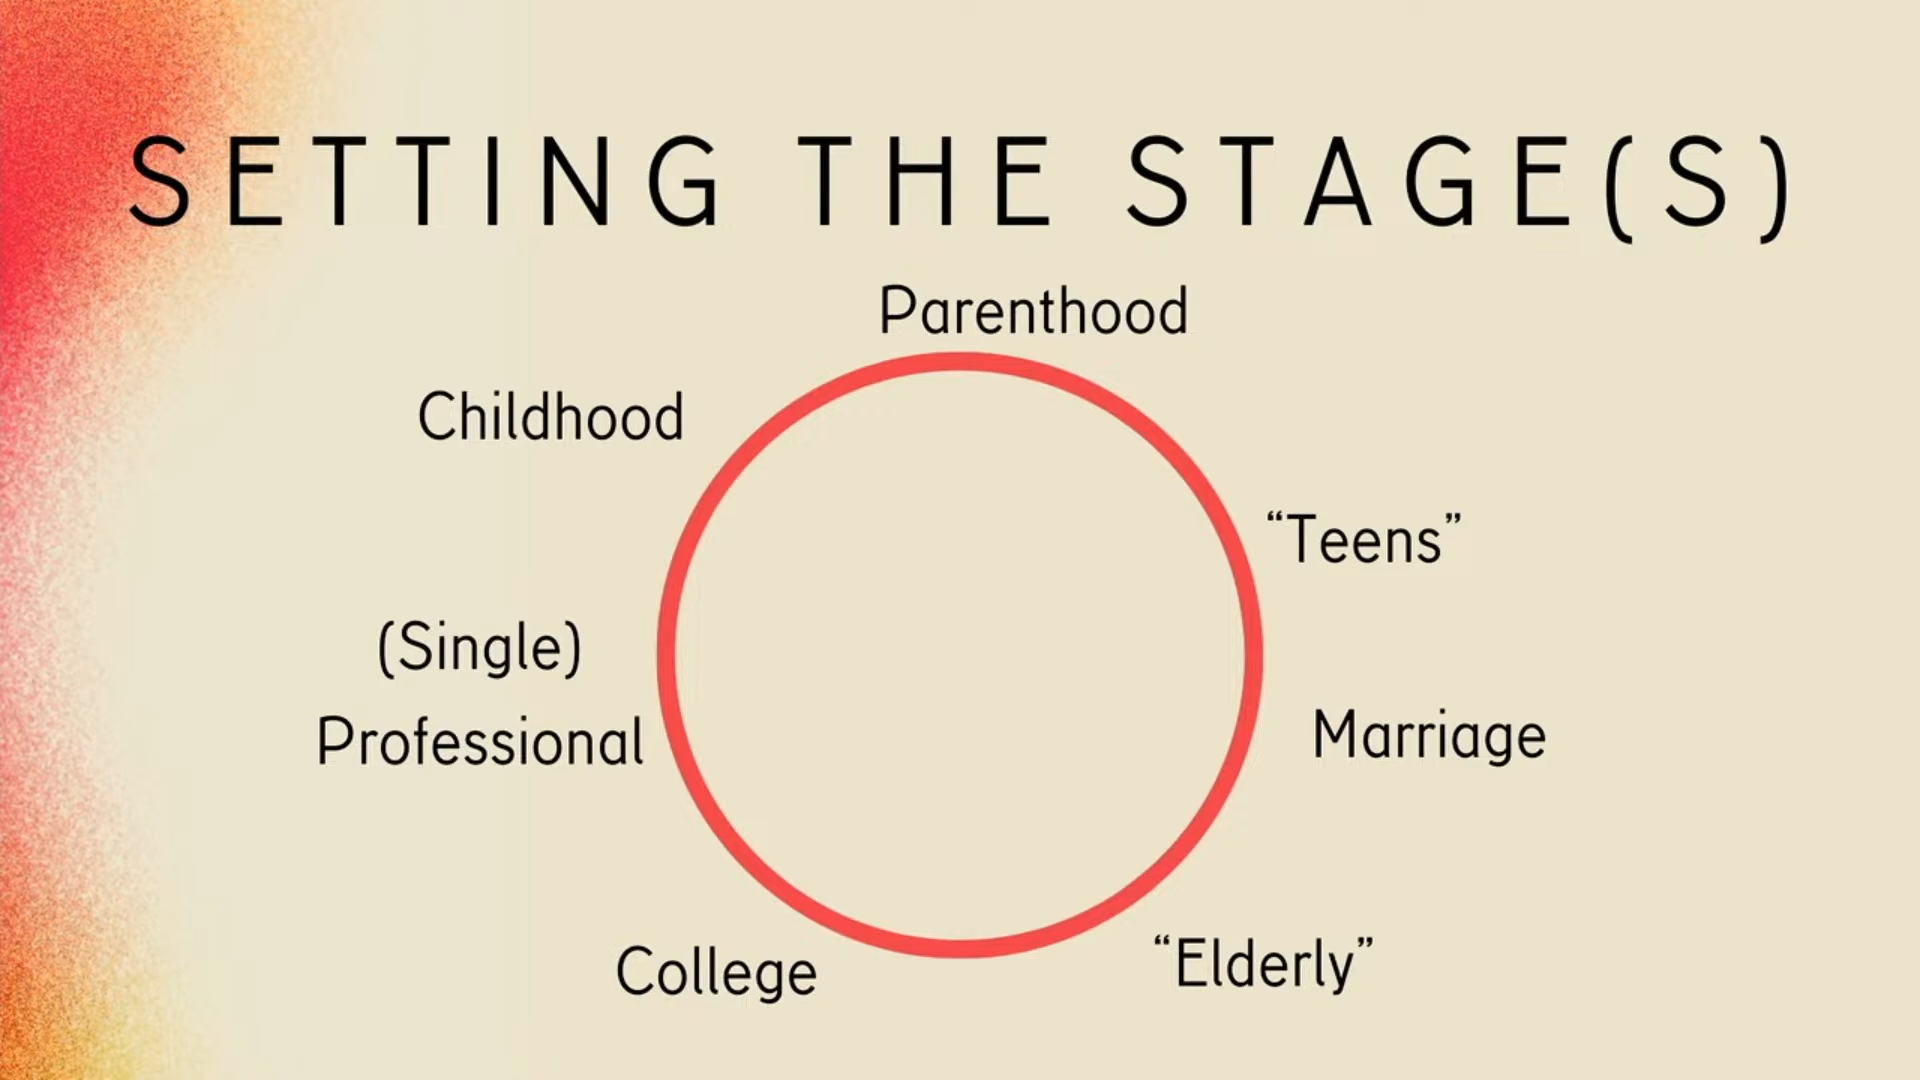 SETTING THE STAGE(S)
Parenthood
Childhood
“Teens”
(Single)
Professional
Marriage
College
“Elderly”